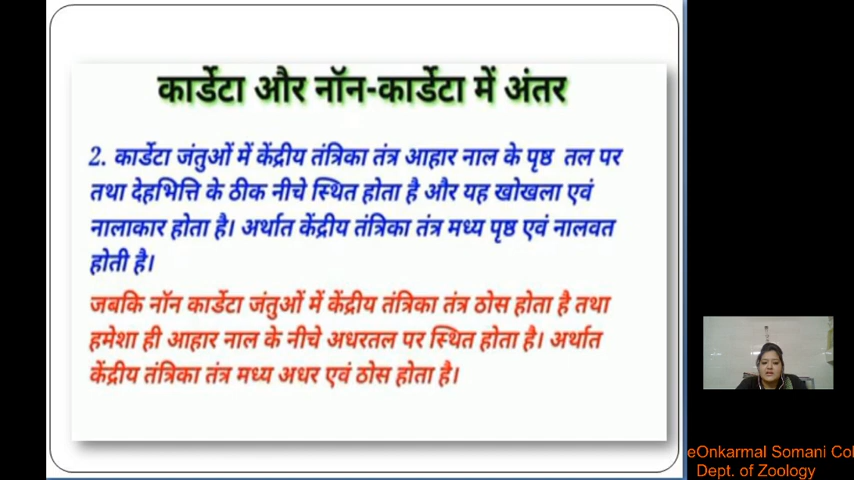 कार्डेटा और नॉन-कार्डेटा में अंतर
2. कार्डेटा जंतुओं में केंद्रीय तंत्रिका तंत्र आहार नाल के पृष्ठ तल पर
तथा देहभित्ति के ठीक नीचे स्थित होता है और यह खोखला एवं
नालाकार होता है। अर्थात केंद्रीय तंत्रिका तंत्र मध्य पृष्ठ एवं नालवत
होती है।
जबकि नॉन कार्डेटा जंतुओं में केंद्रीय तंत्रिका तंत्र ठोस होता है तथा
हमेशा ही आहार नाल के नीचे अधरतल पर स्थित होता है। अर्थात
केंद्रीय तंत्रिका तंत्र मध्य अधर एवं ठोस होता है।
eOnkarmal Somani Col
Dept. of Zoology